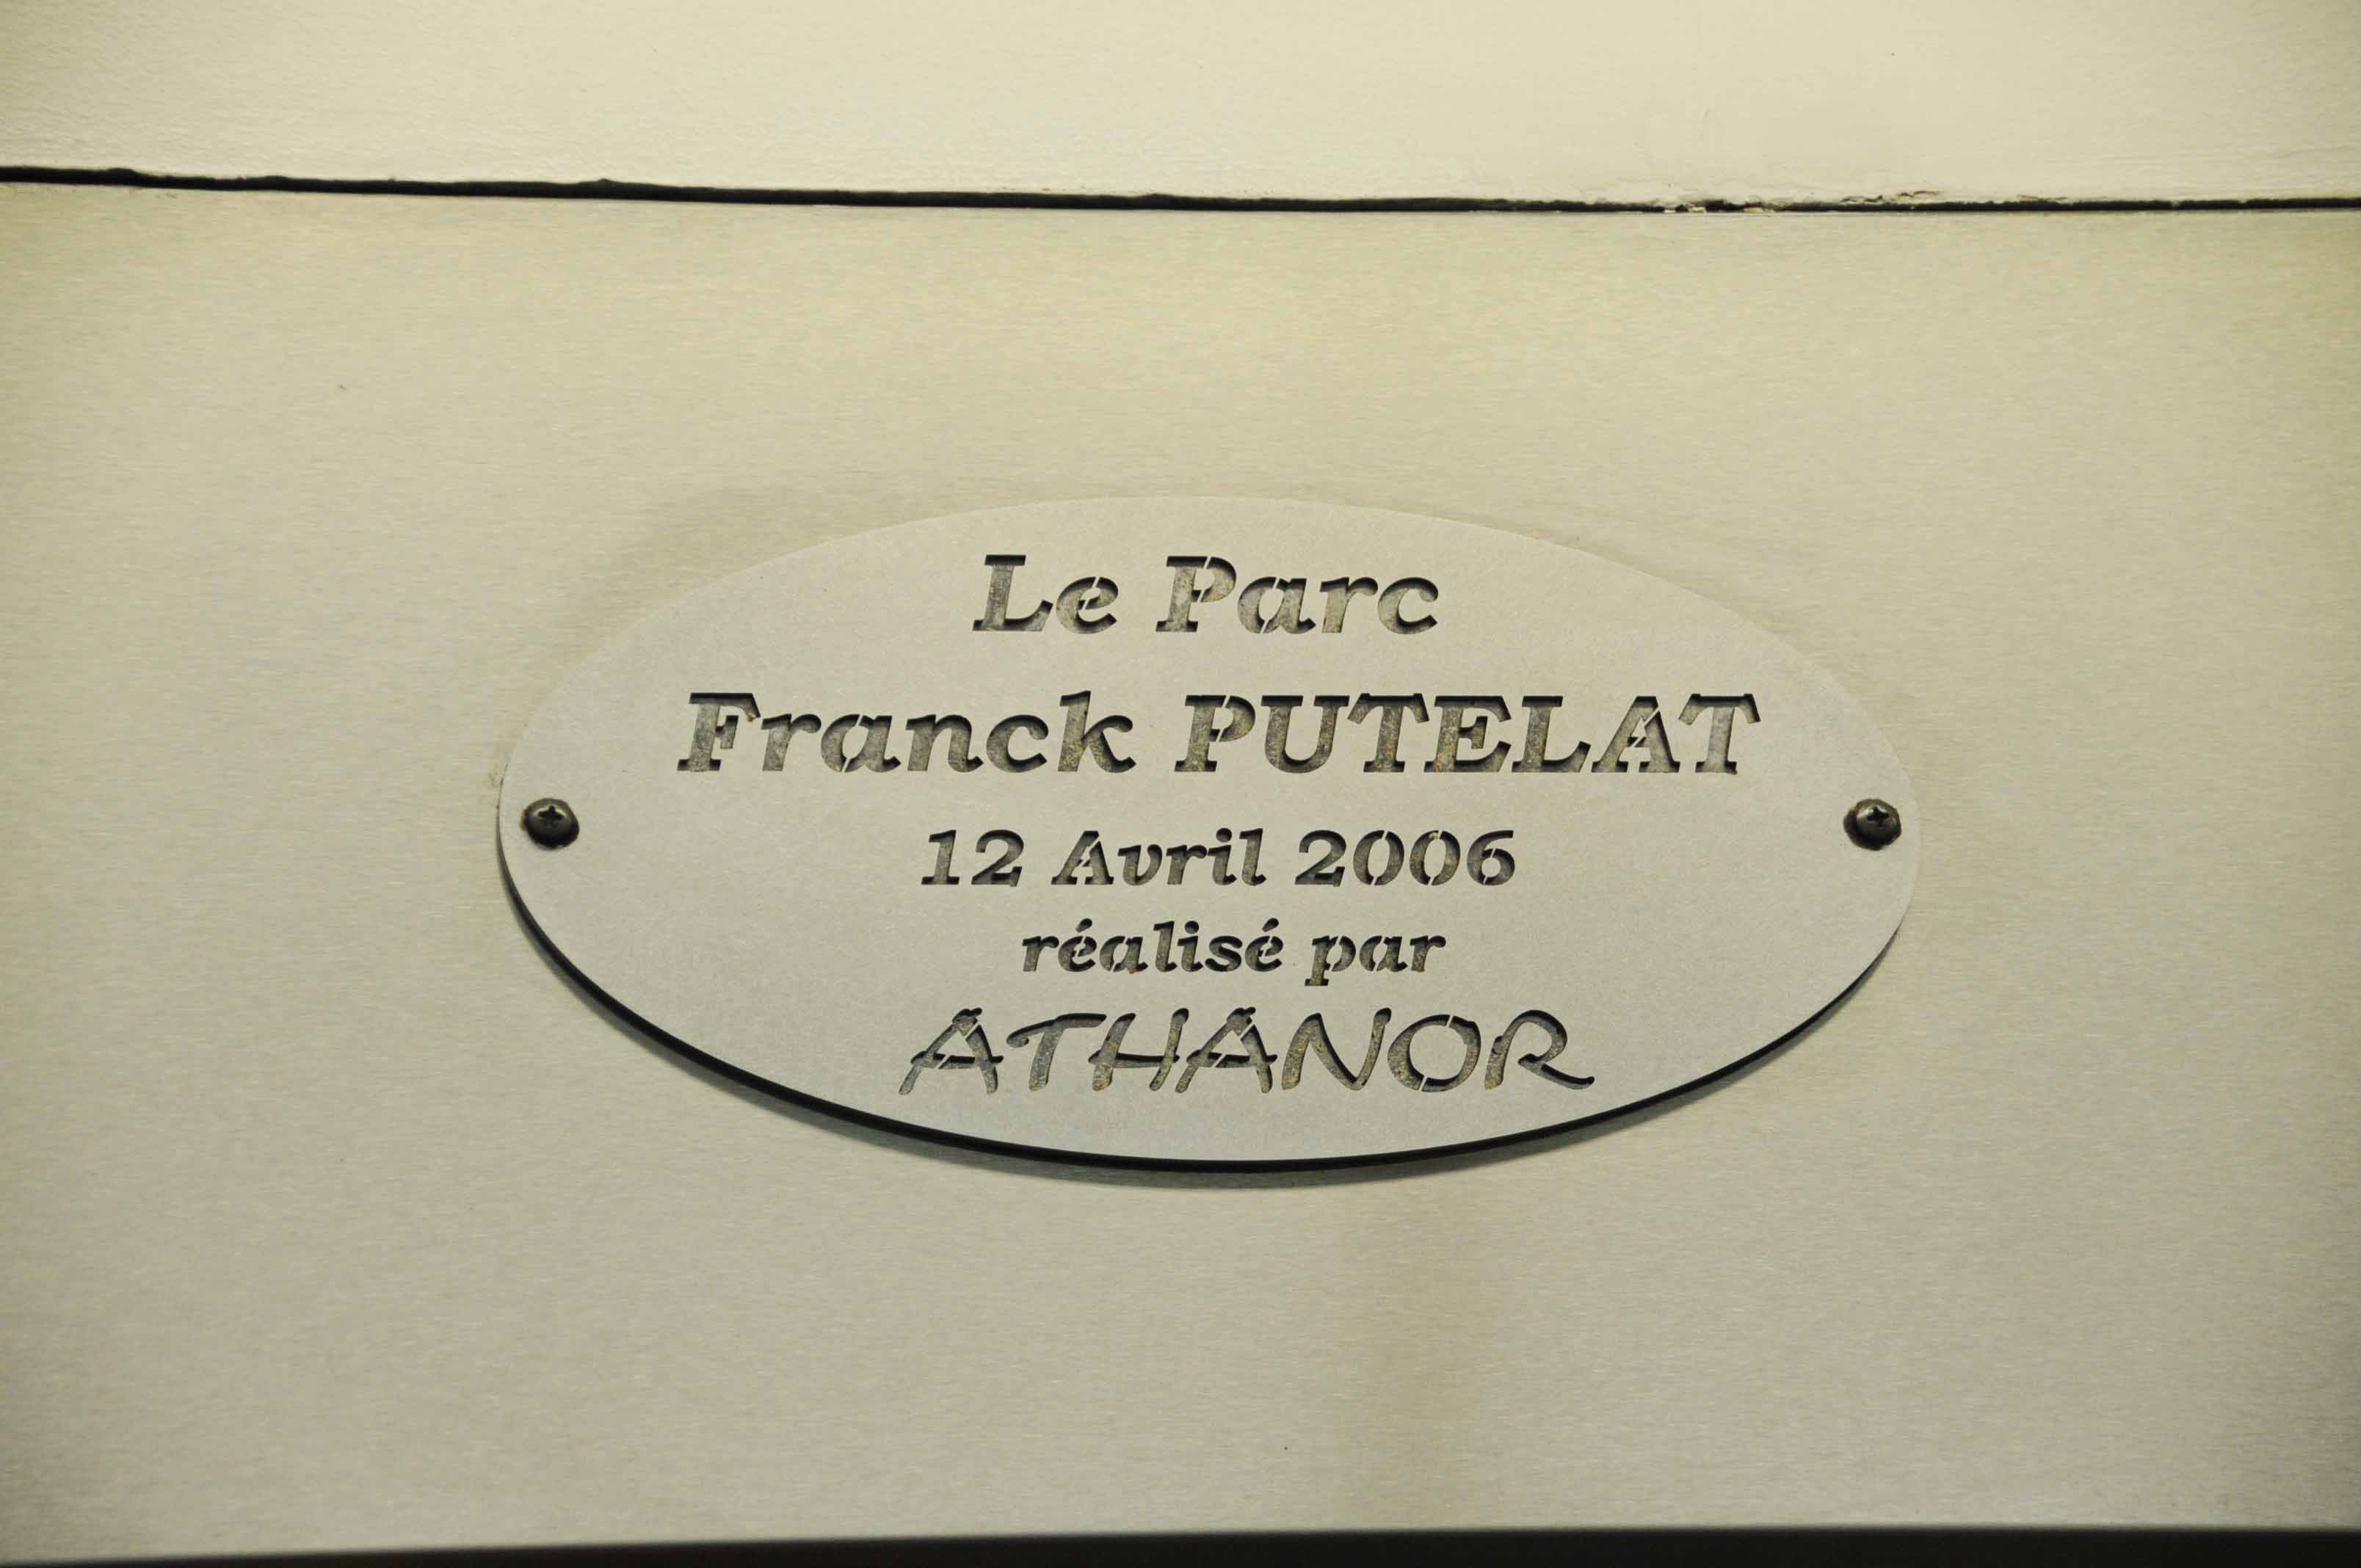 Le Parc
Franck PUTELAT
12 Avril 2006
réalisé par
ATHANOR